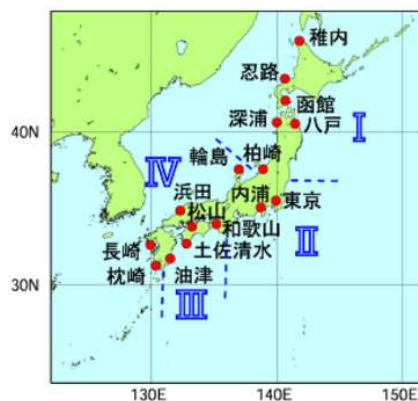 稚内
忍路
函館
深浦
八戸
I
40N
輪島
柏崎
IV
浜田
内浦
東京
松山
和歌山
II
長崎
土佐清水
枕崎
油津
30N
III
130E
140E
150E